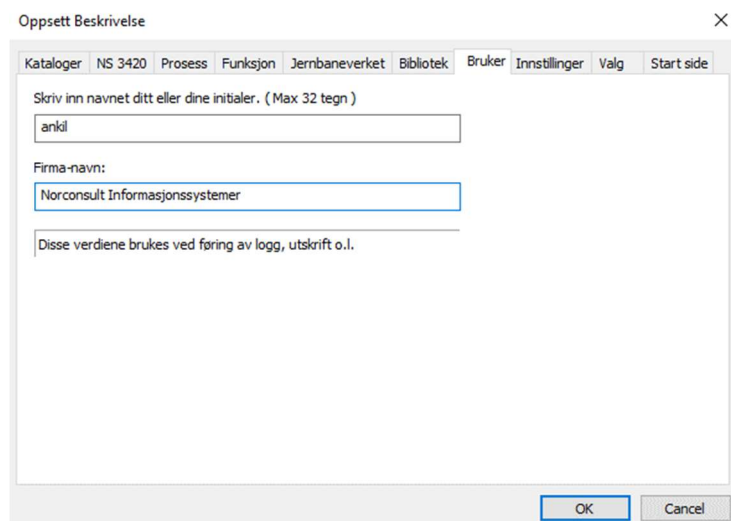 Oppsett Beskrivelse
Kataloger NS 3420 Prosess Funksjon Jernbaneverket Bibliotek Bruker Innstillinger Valg Start side
Skriv inn navnet ditt eller dine initialer. ( Max 32 tegn )
ankil
Firma-navn:
Norconsult Informasjonssystemer
Disse verdiene brukes ved føring av logg, utskrift o.l.
OK Cancel